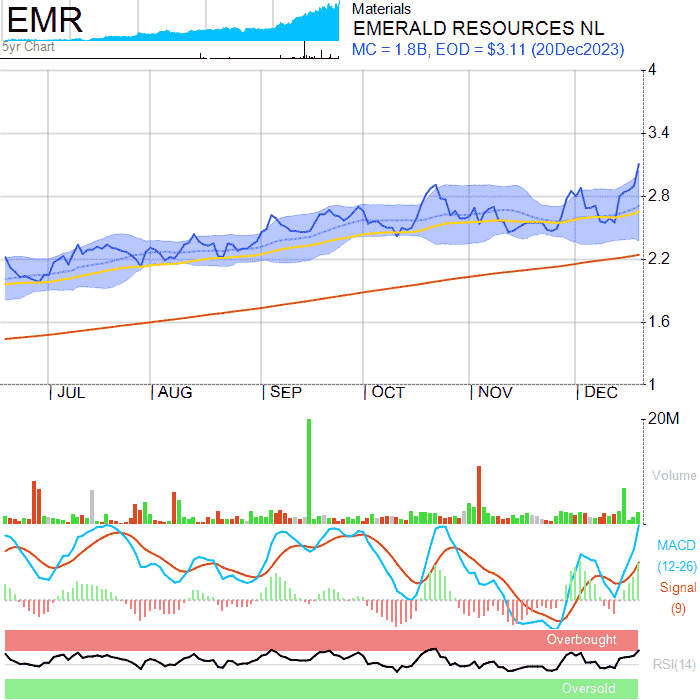 EMR
5yr Chart
Materials
EMERALD RESOURCES NL
MC = 1.8B, EOD = $3.11 (20Dec2023)
4
3.4
2.8
2.2
1.6
1
JUL AUG SEP OCT NOV DEC
20M
Volume
MACD
(12-26)
Signal
(9)
Overbought
RSI(14)
Oversold